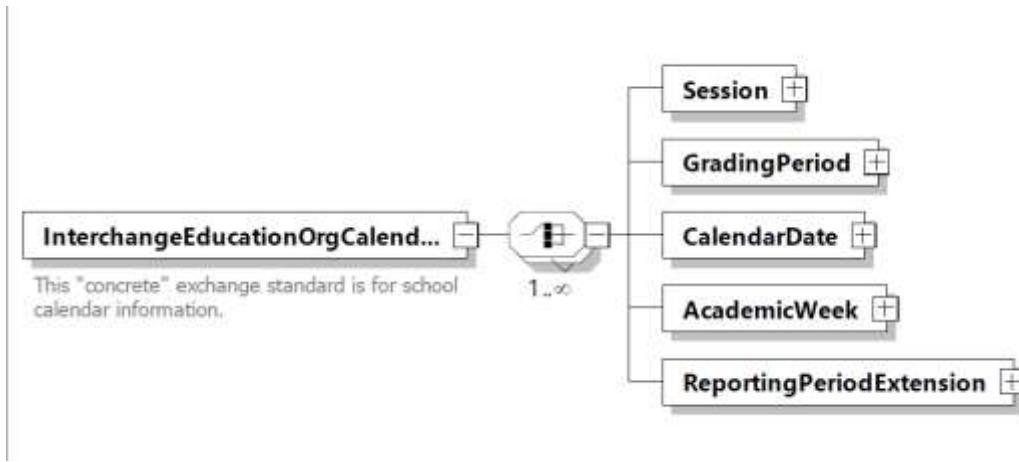 Session
GradingPeriod
InterchangeEducationOrgCalend...
CalendarDate
This "concrete" exchange standard is for school
calendar information.
1..∞
AcademicWeek
ReportingPeriodExtension